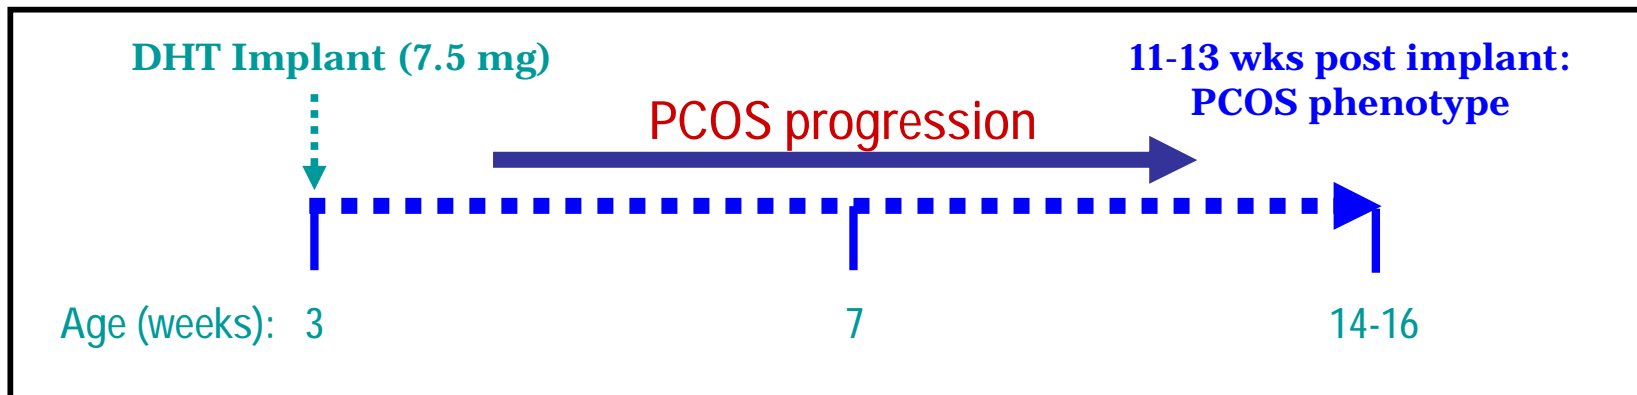 DHT Implant (7.5 mg)
11-13 wks post implant:
PCOS phenotype
PCOS progression
Age (weeks): 3 7 14-16